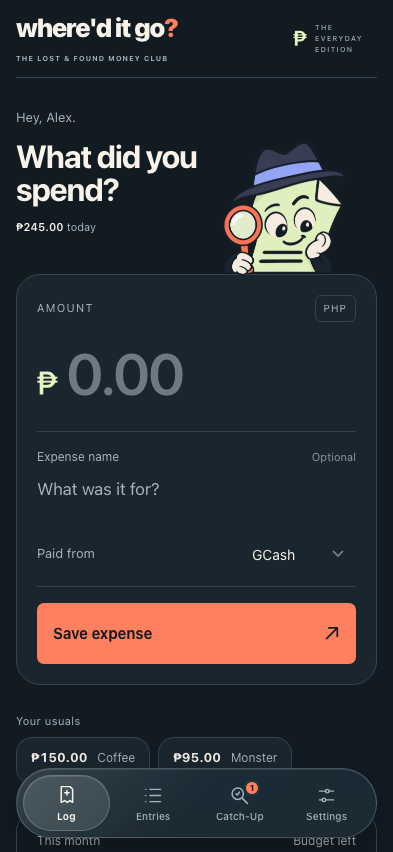 where'd it go?
THE LOST & FOUND MONEY CLUB
₱
THE
EVERYDAY
EDITION
Hey, Alex.
What did you
spend?
₱245.00 today
AMOUNT
PHP
₱ 0.00
Expense name
Optional
What was it for?
Paid from
GCash
Save expense
Your usuals
₱150.00 Coffee
₱95.00 Monster
1
Log
Entries
Catch-Up
Settings
This month
Budget left